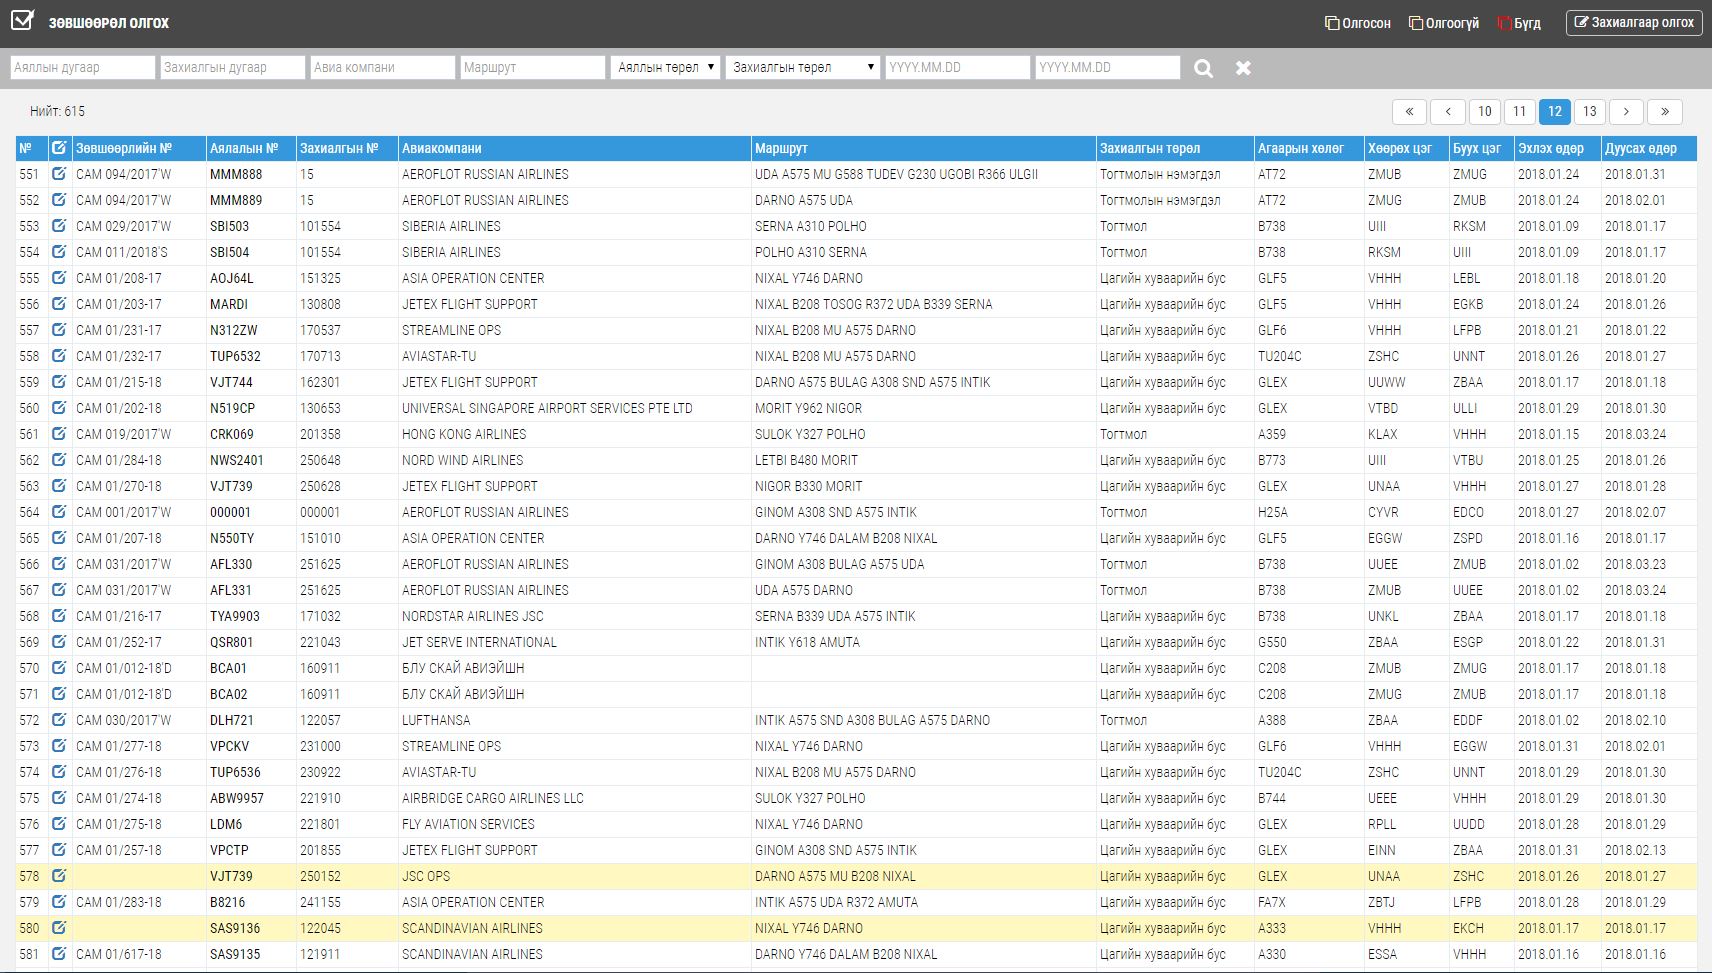 ЗӨВШӨӨРӨЛ ОЛГОХ Олгосон Олгоогүй Бүгд Захиалгаар олгох
Аяллын дугаар Захиалгын дугаар Авиа компани Маршрут Аяллын төрөл Захиалгын төрөл YYYY.MM.DD YYYY.MM.DD
Нийт: 615 « ‹ 10 11 12 13 › »
№ Зөвшөөрлийн № Аялалын № Захиалгын № Авиакомпани Маршрут Захиалгын төрөл Агаарын хөлөг Хөөрөх цэг Буух цэг Эхлэх өдөр Дуусах өдөр
551 CAM 094/2017'W MMM888 15 AEROFLOT RUSSIAN AIRLINES UDA A575 MU G588 TUDEV G230 UGOBI R366 ULGII Тогтмолын нэмэгдэл AT72 ZMUB ZMUG 2018.01.24 2018.01.31
552 CAM 094/2017'W MMM889 15 AEROFLOT RUSSIAN AIRLINES DARNO A575 UDA Тогтмолын нэмэгдэл AT72 ZMUG ZMUB 2018.01.24 2018.02.01
553 CAM 029/2017'W SBI503 101554 SIBERIA AIRLINES SERNA A310 POLHO Тогтмол B738 UIII RKSM 2018.01.09 2018.01.17
554 CAM 011/2018'S SBI504 101554 SIBERIA AIRLINES POLHO A310 SERNA Тогтмол B738 RKSM UIII 2018.01.09 2018.01.17
555 CAM 01/208-17 AOJ64L 151325 ASIA OPERATION CENTER NIXAL Y746 DARNO Цагийн хуваарийн бус GLF5 VHHH LEBL 2018.01.18 2018.01.20
556 CAM 01/203-17 MARDI 130808 JETEX FLIGHT SUPPORT NIXAL B208 TOSOG R372 UDA B339 SERNA Цагийн хуваарийн бус GLF5 VHHH EGKB 2018.01.24 2018.01.26
557 CAM 01/231-17 N312ZW 170537 STREAMLINE OPS NIXAL B208 MU A575 DARNO Цагийн хуваарийн бус GLF6 VHHH LFPB 2018.01.21 2018.01.22
558 CAM 01/232-17 TUP6532 170713 AVIASTAR-TU NIXAL B208 MU A575 DARNO Цагийн хуваарийн бус TU204C ZSHC UNNT 2018.01.26 2018.01.27
559 CAM 01/215-18 VJT744 162301 JETEX FLIGHT SUPPORT DARNO A575 BULAG A308 SND A575 INTIK Цагийн хуваарийн бус GLEX UUWW ZBAA 2018.01.17 2018.01.18
560 CAM 01/202-18 N519CP 130653 UNIVERSAL SINGAPORE AIRPORT SERVICES PTE LTD MORIT Y962 NIGOR Цагийн хуваарийн бус GLEX VTBD ULLI 2018.01.29 2018.01.30
561 CAM 019/2017'W CRK069 201358 HONG KONG AIRLINES SULOK Y327 POLHO Тогтмол A359 KLAX VHHH 2018.01.15 2018.03.24
562 CAM 01/284-18 NWS2401 250648 NORD WIND AIRLINES LETBI B480 MORIT Цагийн хуваарийн бус B773 UIII VTBU 2018.01.25 2018.01.26
563 CAM 01/270-18 VJT739 250628 JETEX FLIGHT SUPPORT NIGOR B330 MORIT Цагийн хуваарийн бус GLEX UNAA VHHH 2018.01.27 2018.01.28
564 CAM 001/2017'W 000001 000001 AEROFLOT RUSSIAN AIRLINES GINOM A308 SND A575 INTIK Тогтмол H25A CYVR EDCO 2018.01.27 2018.02.07
565 CAM 01/207-18 N550TY 151010 ASIA OPERATION CENTER DARNO Y746 DALAM B208 NIXAL Цагийн хуваарийн бус GLF5 EGGW ZSPD 2018.01.16 2018.01.17
566 CAM 031/2017'W AFL330 251625 AEROFLOT RUSSIAN AIRLINES GINOM A308 BULAG A575 UDA Тогтмол B738 UUEE ZMUB 2018.01.02 2018.03.23
567 CAM 031/2017'W AFL331 251625 AEROFLOT RUSSIAN AIRLINES UDA A575 DARNO Тогтмол B738 ZMUB UUEE 2018.01.02 2018.03.24
568 CAM 01/216-17 TYA9903 171032 NORDSTAR AIRLINES JSC SERNA B339 UDA A575 INTIK Цагийн хуваарийн бус B738 UNKL ZBAA 2018.01.17 2018.01.18
569 CAM 01/252-17 QSR801 221043 JET SERVE INTERNATIONAL INTIK Y618 AMUTA Цагийн хуваарийн бус G550 ZBAA ESGP 2018.01.22 2018.01.31
570 CAM 01/012-18'D BCA01 160911 БЛУ СКАЙ АВИЭЙШН Цагийн хуваарийн бус C208 ZMUB ZMUG 2018.01.17 2018.01.18
571 CAM 01/012-18'D BCA02 160911 БЛУ СКАЙ АВИЭЙШН Цагийн хуваарийн бус C208 ZMUG ZMUB 2018.01.17 2018.01.18
572 CAM 030/2017'W DLH721 122057 LUFTHANSA INTIK A575 SND A308 BULAG A575 DARNO Тогтмол A388 ZBAA EDDF 2018.01.02 2018.02.10
573 CAM 01/277-18 VPCKV 231000 STREAMLINE OPS NIXAL Y746 DARNO Цагийн хуваарийн бус GLF6 VHHH EGGW 2018.01.31 2018.02.01
574 CAM 01/276-18 TUP6536 230922 AVIASTAR-TU NIXAL B208 MU A575 DARNO Цагийн хуваарийн бус TU204C ZSHC UNNT 2018.01.29 2018.01.30
575 CAM 01/274-18 ABW9957 221910 AIRBRIDGE CARGO AIRLINES LLC SULOK Y327 POLHO Цагийн хуваарийн бус B744 UEEE VHHH 2018.01.29 2018.01.30
576 CAM 01/275-18 LDM6 221801 FLY AVIATION SERVICES NIXAL Y746 DARNO Цагийн хуваарийн бус GLEX RPLL UUDD 2018.01.28 2018.01.29
577 CAM 01/257-18 VPCTP 201855 JETEX FLIGHT SUPPORT GINOM A308 SND A575 INTIK Цагийн хуваарийн бус GLEX EINN ZBAA 2018.01.31 2018.02.13
578 VJT739 250152 JSC OPS DARNO A575 MU B208 NIXAL Цагийн хуваарийн бус GLEX UNAA ZSHC 2018.01.26 2018.01.27
579 CAM 01/283-18 B8216 241155 ASIA OPERATION CENTER INTIK A575 UDA R372 AMUTA Цагийн хуваарийн бус FA7X ZBTJ LFPB 2018.01.28 2018.01.29
580 SAS9136 122045 SCANDINAVIAN AIRLINES NIXAL Y746 DARNO Цагийн хуваарийн бус A333 VHHH EKCH 2018.01.17 2018.01.17
581 CAM 01/617-18 SAS9135 121911 SCANDINAVIAN AIRLINES DARNO Y746 DALAM B208 NIXAL Цагийн хуваарийн бус A330 ESSA VHHH 2018.01.16 2018.01.16